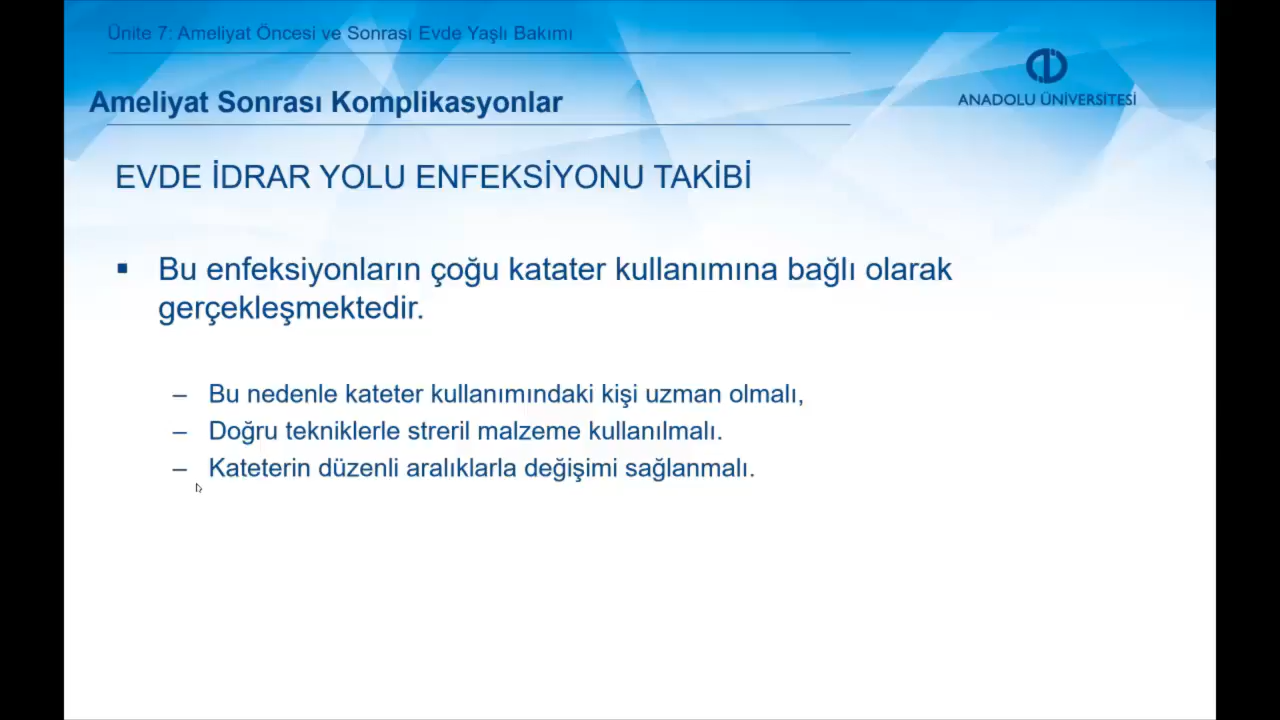 Ünite 7: Ameliyat Öncesi ve Sonrası Evde Yaşlı Bakımı
Ameliyat Sonrası Komplikasyonlar
ANADOLU ÜNİVERSİTESİ
EVDE İDRAR YOLU ENFEKSİYONU TAKİBİ
▪ Bu enfeksiyonların çoğu katater kullanımına bağlı olarak
gerçekleşmektedir.
– Bu nedenle kateter kullanımındaki kişi uzman olmalı,
– Doğru tekniklerle streril malzeme kullanılmalı.
– Kateterin düzenli aralıklarla değişimi sağlanmalı.